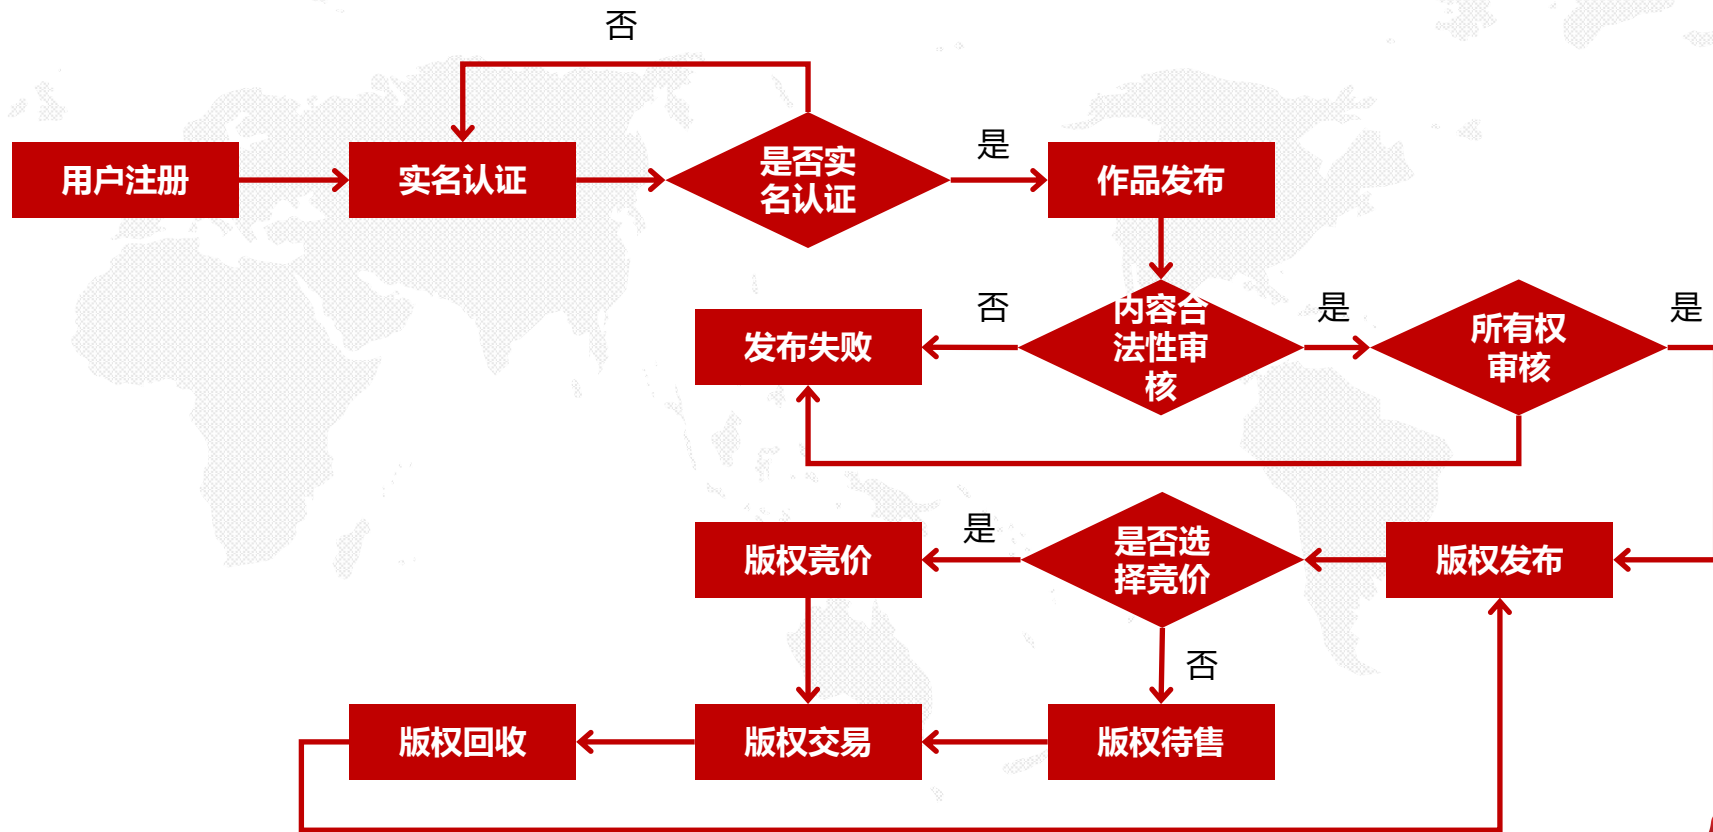 否
用户注册
实名认证
是否实
名认证
是
作品发布
发布失败
否
内容合
法性审
核
是
所有权
审核
是
版权竞价
是
是否选
择竞价
版权发布
否
版权回收
版权交易
版权待售